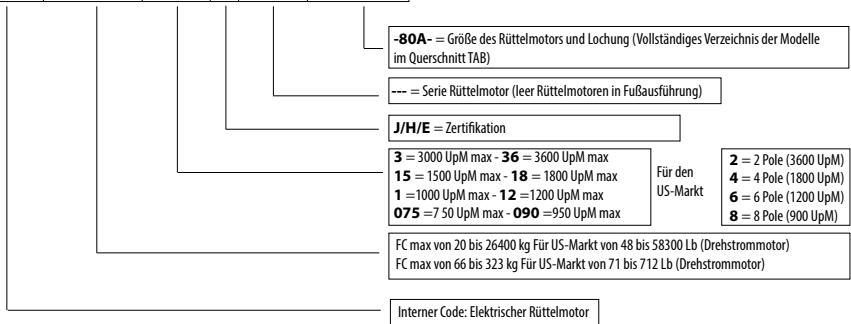 -80A- = Größe des Rüttelmotors und Lochung (Vollständiges Verzeichnis der Modelle
im Querschnitt TAB)
--- = Serie Rüttelmotor (leer Rüttelmotoren in Fußausführung)
J/H/E = Zertifikation
3 = 3000 UpM max - 36 = 3600 UpM max
15 = 1500 UpM max - 18 = 1800 UpM max
1 =1000 UpM max - 12 =1200 UpM max
075 =7 50 UpM max - 090 =950 UpM max
Für den
US-Markt
2 = 2 Pole (3600 UpM)
4 = 4 Pole (1800 UpM)
6 = 6 Pole (1200 UpM)
8 = 8 Pole (900 UpM)
FC max von 20 bis 26400 kg Für US-Markt von 48 bis 58300 Lb (Drehstrommotor)
FC max von 66 bis 323 kg Für US-Markt von 71 bis 712 Lb (Drehstrommotor)
Interner Code: Elektrischer Rüttelmotor